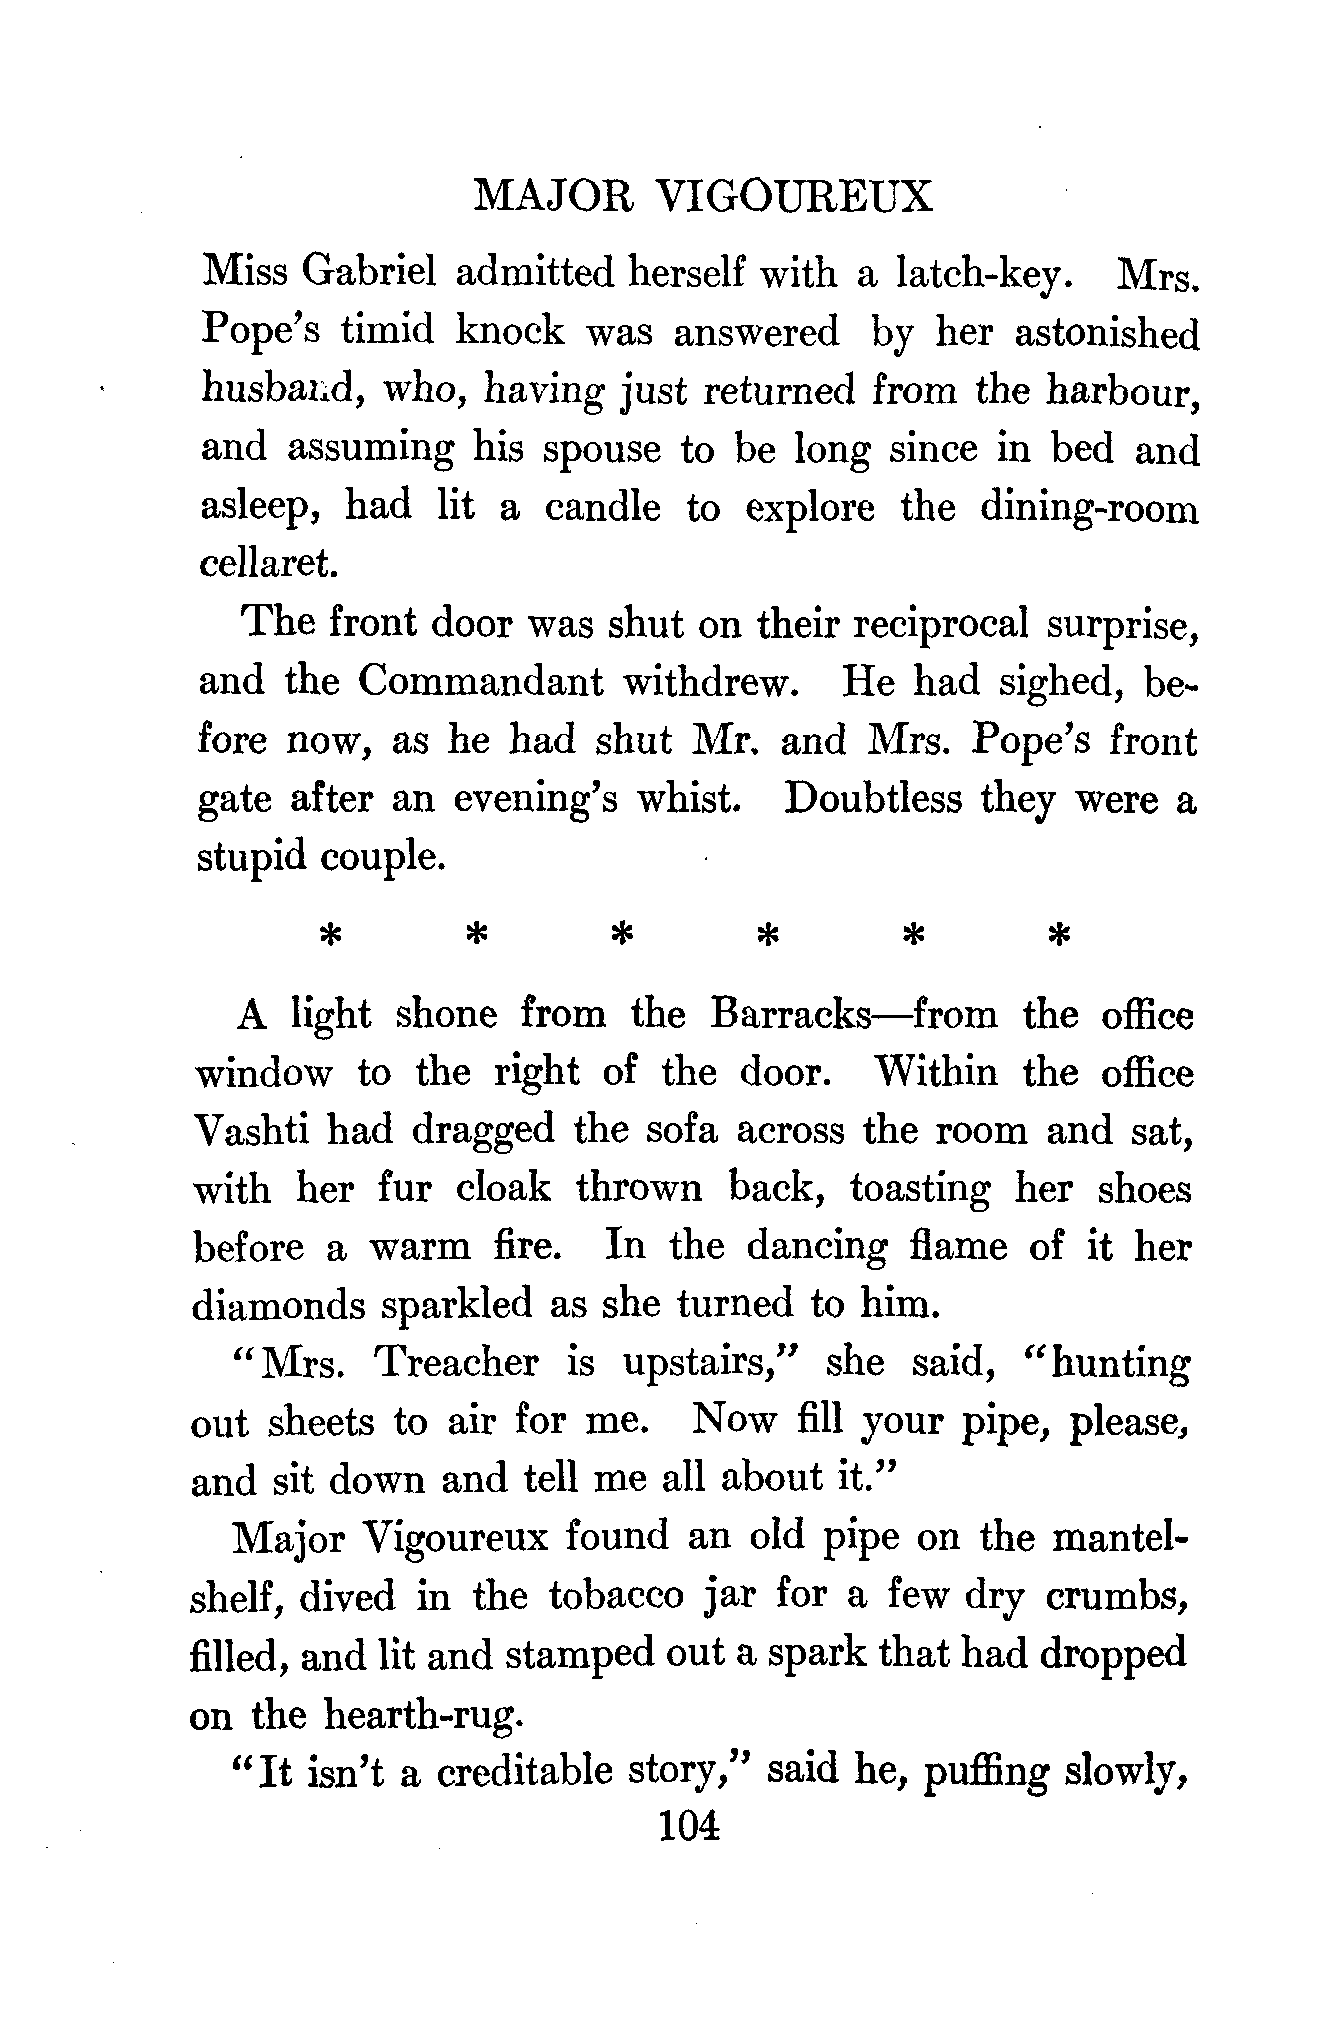 MAJOR VIGOUREUX
Miss Gabriel admitted herself with a latch-key. Mrs.
Pope's timid knock was answered by her astonished
husband, who, having just returned from the harbour,
and assuming his spouse to be long since in bed and
asleep, had lit a candle to explore the dining-room
cellaret.
The front door was shut on their reciprocal surprise,
and the Commandant withdrew. He had sighed, be-
fore now, as he had shut Mr. and Mrs. Pope's front
gate after an evening's whist. Doubtless they were a
stupid couple.
* * * * * *
A light shone from the Barracks—from the office
window to the right of the door. Within the office
Vashti had dragged the sofa across the room and sat,
with her fur cloak thrown back, toasting her shoes
before a warm fire. In the dancing flame of it her
diamonds sparkled as she turned to him.
"Mrs. Treacher is upstairs," she said, "hunting
out sheets to air for me. Now fill your pipe, please,
and sit down and tell me all about it."
Major Vigoureux found an old pipe on the mantel-
shelf, dived in the tobacco jar for a few dry crumbs,
filled, and lit and stamped out a spark that had dropped
on the hearth-rug.
"It isn't a creditable story," said he, puffing slowly,
104